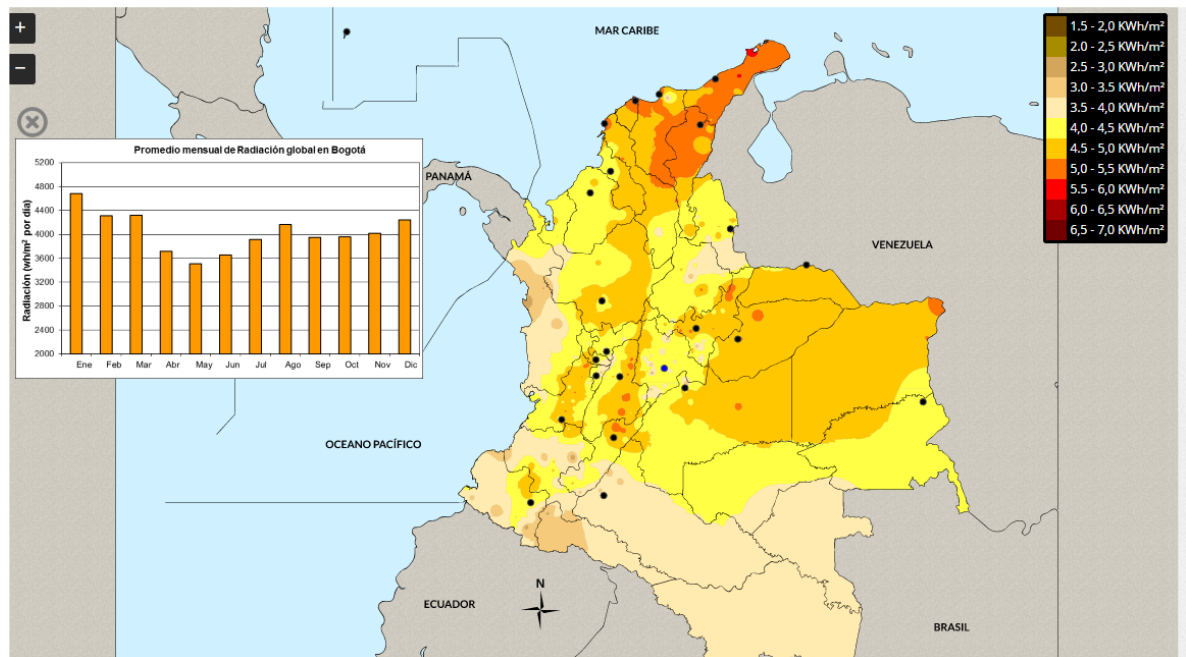 +
−
MAR CARIBE
1.5 - 2,0 KWh/m²
2.0 - 2,5 KWh/m²
2.5 - 3,0 KWh/m²
3.0 - 3.5 KWh/m²
3.5 - 4,0 KWh/m²
4,0 - 4,5 KWh/m²
4.5 - 5,0 KWh/m²
5,0 - 5,5 KWh/m²
5.5 - 6,0 KWh/m²
6,0 - 6,5 KWh/m²
6,5 - 7,0 KWh/m²
Promedio mensual de Radiación global en Bogotá
Radiación (wh/m² por día)
5200
4800
4400
4000
3600
3200
2800
2400
2000
Ene Feb Mar Abr May Jun Jul Ago Sep Oct Nov Dic
PANAMÁ
VENEZUELA
OCEANO PACÍFICO
N
ECUADOR
BRASIL